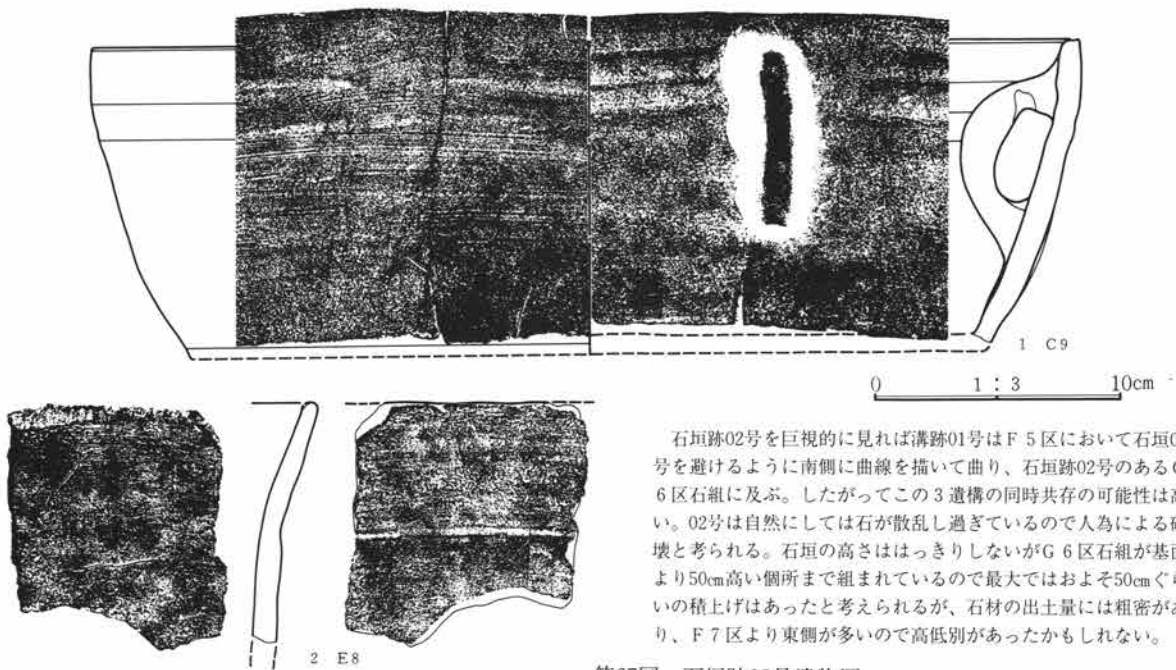 1 C9
0 1:3 10cm
石垣跡02号を巨視的に見れば溝跡01号はF5区において石垣
号を避けるように南側に曲線を描いて曲り、石垣跡02号のある
6区石組に及ぶ。したがってこの3遺構の同時共存の可能性は
い。02号は自然にしては石が散乱し過ぎているので人為による
壊と考られる。石垣の高さははっきりしないがG6区石組が基
より50cm高い個所まで組まれているので最大ではおよそ50cmぐ
いの積上げはあったと考えられるが、石材の出土量には粗密があ
り、F7区より東側が多いので高低別があったかもしれない。
2 E8